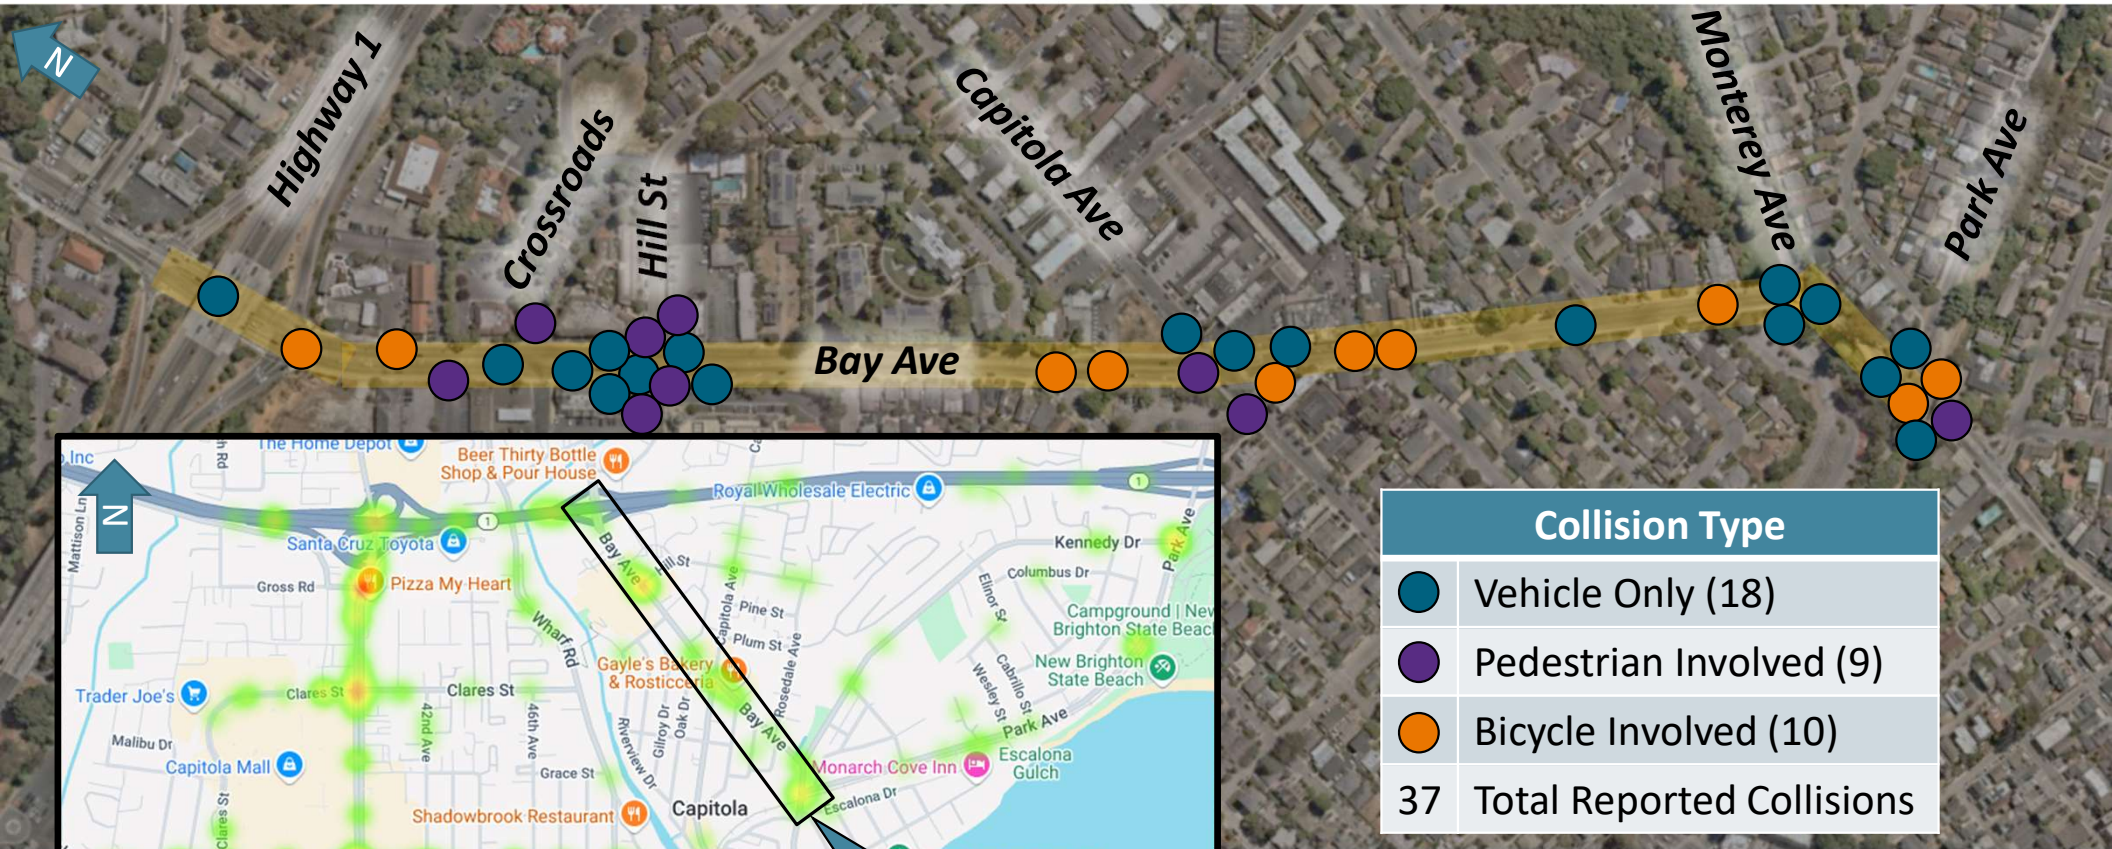 N
Highway 1
Crossroads
Hill St
Capitola Ave
Monterey Ave
Park Ave
Bay Ave
The Home Depot
Beer Thirty Bottle
Shop & Pour House
Royal Wholesale Electric
1
N
Mattison Ln
1
Santa Cruz Toyota
Kennedy Dr
Park Ave
Bay Ave
Hill St
Gross Rd
Pizza My Heart
Columbus Dr
Elinor St
Capitola Ave
Pine St
Campground | New
Brighton State Beach
Wharf Rd
Plum St
Rosedale Ave
Gayle's Bakery
& Rosticceria
New Brighton
State Beach
Cabrillo St
Wesley St
Trader Joe's
Clares St
Clares St
42nd Ave
46th Ave
Riverview Dr
Gilroy Dr
Oak Dr
Bay Ave
Park Ave
Malibu Dr
Capitola Mall
Grace St
Monarch Cove Inn
Escalona
Gulch
Escalona Dr
Clares St
Shadowbrook Restaurant
Capitola
Collision Type
Vehicle Only (18)
Pedestrian Involved (9)
Bicycle Involved (10)
37 Total Reported Collisions